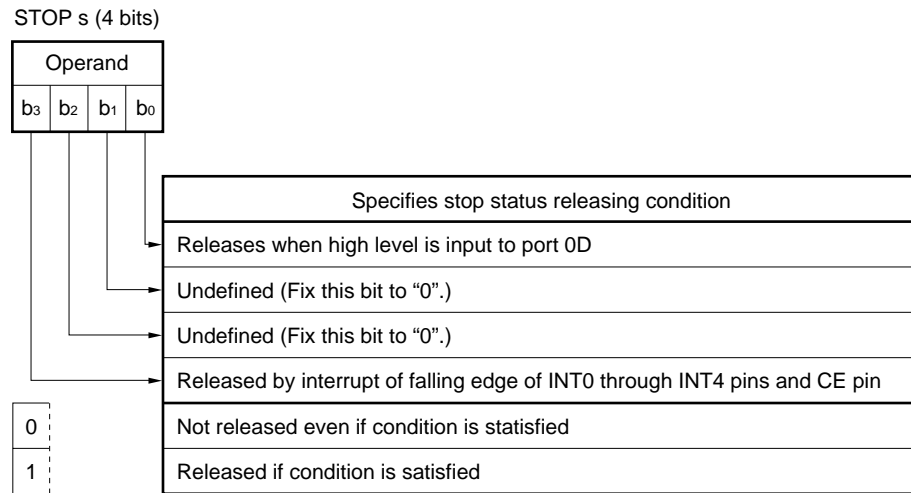 STOP s (4 bits)
Operand
b3 b2 b1 b0
Specifies stop status releasing condition
Releases when high level is input to port 0D
Undefined (Fix this bit to “0”.)
Undefined (Fix this bit to “0”.)
Released by interrupt of falling edge of INT0 through INT4 pins and CE pin
0 Not released even if condition is statisfied
1 Released if condition is satisfied